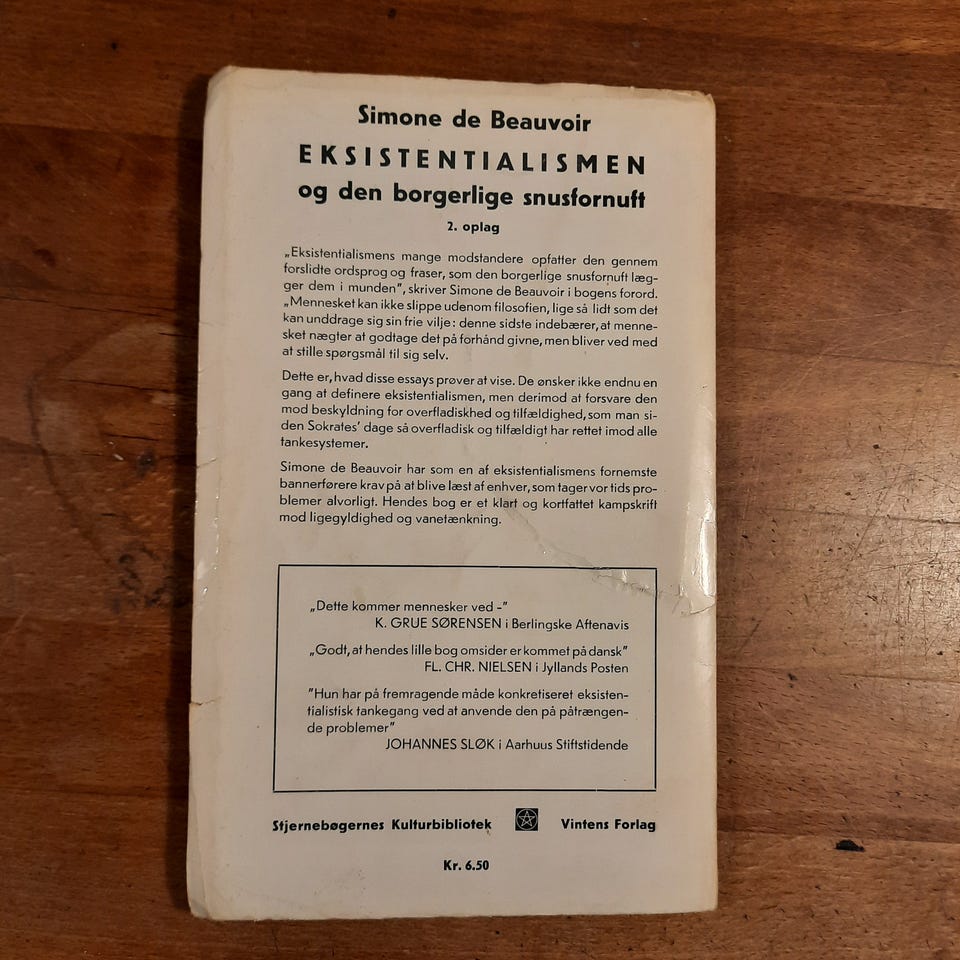 Simone de Beauvoir
EKSISTENTIALISMEN
og den borgerlige snusfornuft
2. oplag
„Eksistentialismens mange modstandere opfatter den gennem
forslidte ordsprog og fraser, som den borgerlige snusfornuft læg-
ger dem i munden”, skriver Simone de Beauvoir i bogens forord.
„Mennesket kan ikke slippe udenom filosofien, lige så lidt som det
kan unddrage sig sin frie vilje: denne sidste indebærer, at menne-
sket nægter at godtage det på forhånd givne, men bliver ved med
at stille spørgsmål til sig selv.
Dette er, hvad disse essays prøver at vise. De ønsker ikke endnu en
gang at definere eksistentialismen, men derimod at forsvare den
mod beskyldning for overfladiskhed og tilfældighed, som man si-
den Sokrates’ dage så overfladisk og tilfældigt har rettet imod alle
tankesystemer.
Simone de Beauvoir har som en af eksistentialismens fornemste
bannerførere krav på at blive læst af enhver, som tager vor tids pro-
blemer alvorligt. Hendes bog er et klart og kortfattet kampskrift
mod ligegyldighed og vanetænkning.
„Dette kommer mennesker ved -”
K. GRUE SØRENSEN i Berlingske Aftenavis
„Godt, at hendes lille bog omsider er kommet på dansk”
FL. CHR. NIELSEN i Jyllands Posten
”Hun har på fremragende måde konkretiseret eksisten-
tialistisk tankegang ved at anvende den på påtrængen-
de problemer”
JOHANNES SLØK i Aarhuus Stiftstidende
Stjernebøgernes Kulturbibliotek Vintens Forlag
Kr. 6.50